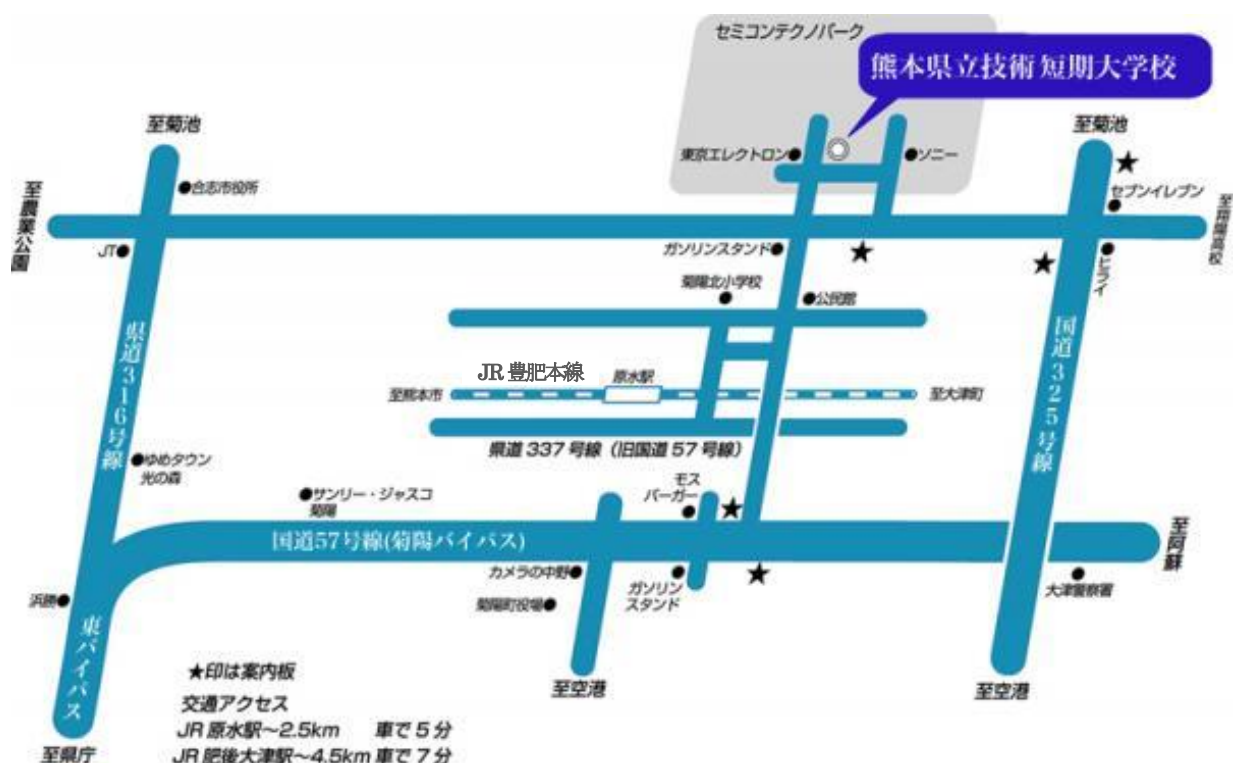 セミコンテクノパーク
熊本県立技術短期大学校
至菊池
至菊池
東京エレクトロン●
●ソニー
★
●合志市役所
セブンイレブン
●
至農業公園
至翔陽高校
JT●
ガソリンスタンド●
★
★
●
ヒライ
菊陽北小学校
●
●公民館
県道316号線
国道325号線
JR 豊肥本線
原水駅
至熊本市
至大津町
県道 337 号線（旧国道 57 号線）
●ゆめタウン
光の森
●サンリー・ジャスコ
菊陽
モス
バーガー
●
★
国道57号線(菊陽バイパス)
至阿蘇
カメラの中野●
●
ガソリン
スタンド
★
●
大津警察署
浜勝●
菊陽町役場●
東バイパス
至空港
至空港
★印は案内板
交通アクセス
JR 原水駅～2.5km 車で 5 分
JR 肥後大津駅～4.5km 車で 7 分
至県庁